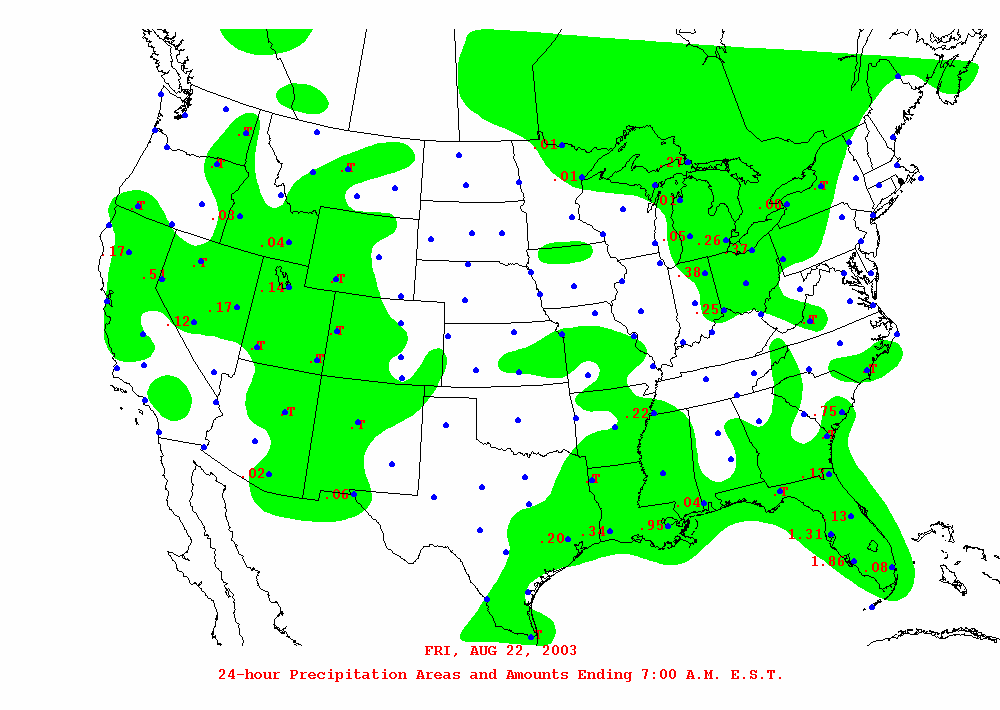 .01
T
.27
T
T
.01
T
.01
T
.00
.03
.05
.26
.04
.17
.37
T
.38
.51
.14
.17
.25
.12
T
T
T
T
T
T
.22
.75
T
T
.02
.17
T
T
.06
.04
.13
.95
.34
1.31
.20
1.86
.08
T
FRI, AUG 22, 2003
24-hour Precipitation Areas and Amounts Ending 7:00 A.M. E.S.T.